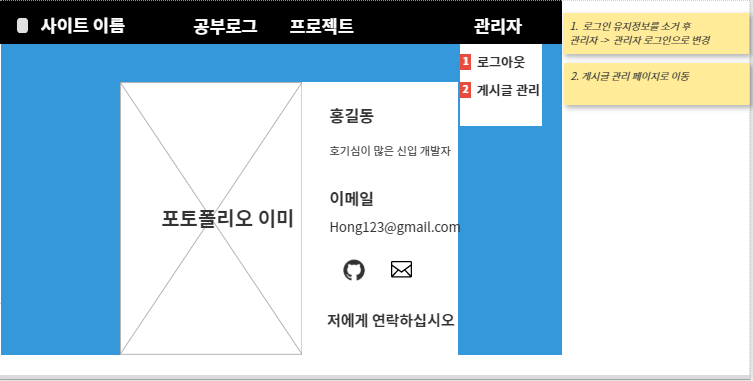 사이트 이름 공부로그 프로젝트 관리자
1 로그아웃
2 게시글 관리
홍길동
호기심이 많은 신입 개발자
포토폴리오 이미
이메일
Hong123@gmail.com
저에게 연락하십시오
1. 로그인 유지정보를 소거 후
관리자 -> 관리자 로그인으로 변경
2. 게시글 관리 페이지로 이동